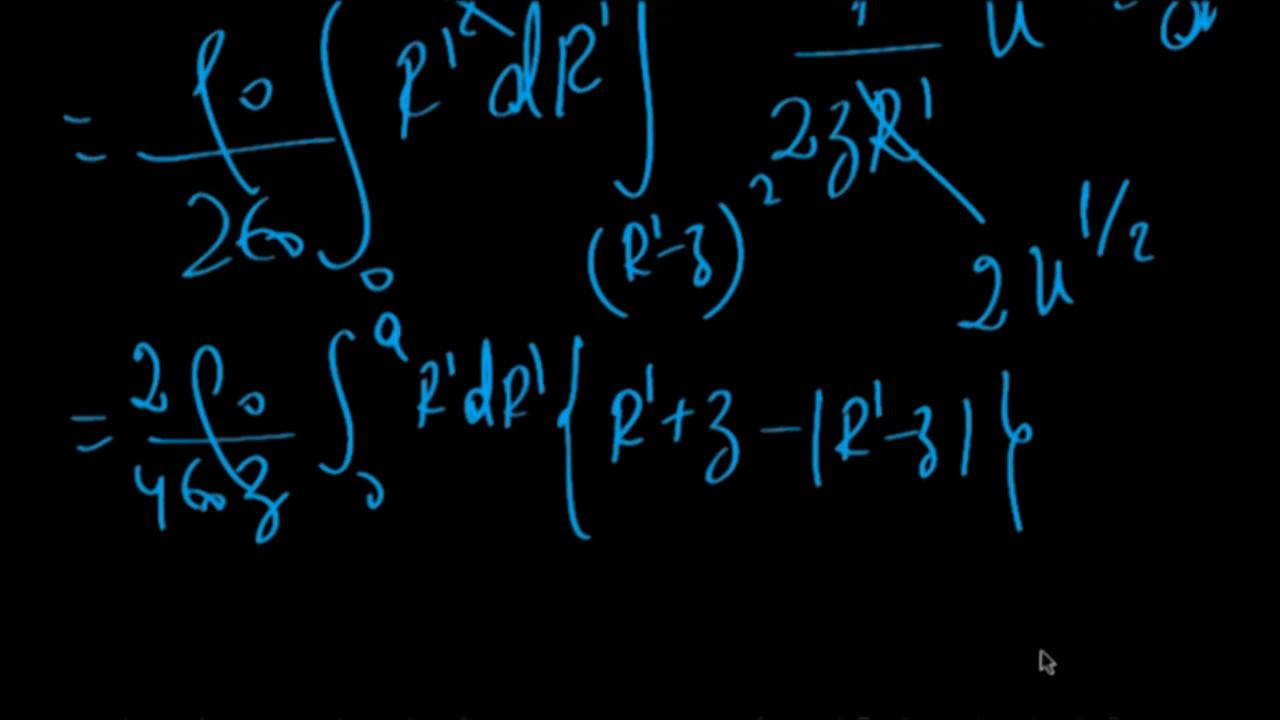 = ρ₀/2ϵ₀ ∫₀ R'² dR' ∫_(R'-z)² 1/2zR' u
2u^1/2
= 2ρ₀/4ϵ₀z ∫₀^a R'dR' { R' + z - |R' - z| }